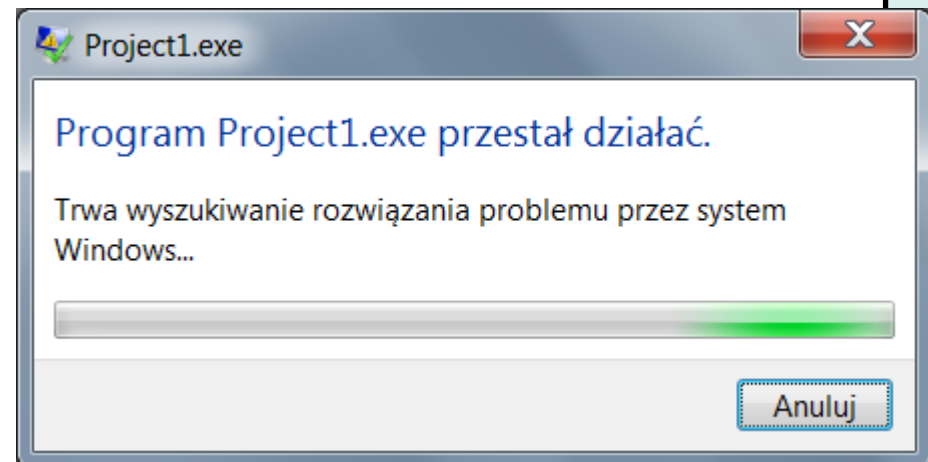 Project1.exe
Program Project1.exe przestał działać.
Trwa wyszukiwanie rozwiązania problemu przez system
Windows...
Anuluj